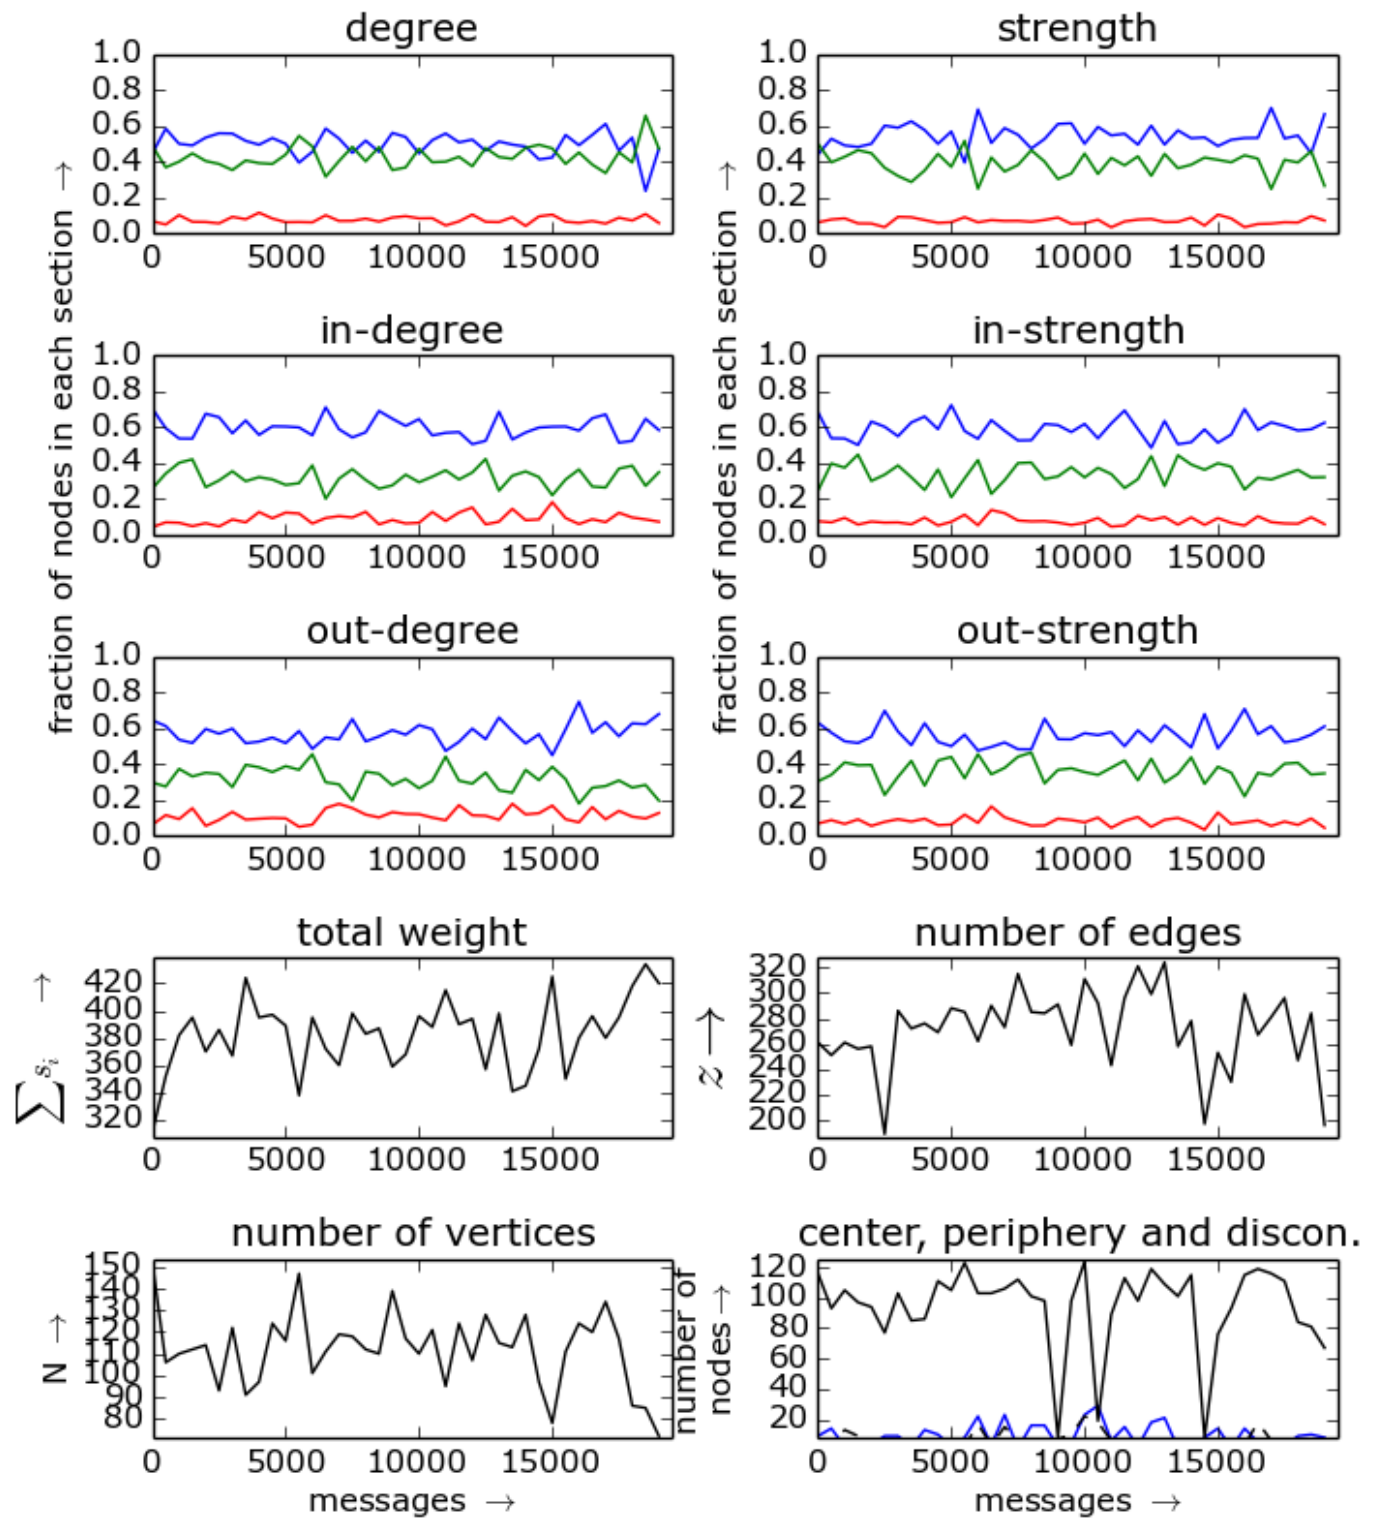 degree
1.0
0.8
0.6
0.4
0.2
0.0
0 5000 10000 15000
strength
1.0
0.8
0.6
0.4
0.2
0.0
0 5000 10000 15000
fraction of nodes in each section →
fraction of nodes in each section →
in-degree
1.0
0.8
0.6
0.4
0.2
0.0
0 5000 10000 15000
in-strength
1.0
0.8
0.6
0.4
0.2
0.0
0 5000 10000 15000
out-degree
1.0
0.8
0.6
0.4
0.2
0.0
0 5000 10000 15000
out-strength
1.0
0.8
0.6
0.4
0.2
0.0
0 5000 10000 15000
total weight
∑ s_i →
420
400
380
360
340
320
0 5000 10000 15000
number of edges
z →
320
300
280
260
240
220
200
0 5000 10000 15000
number of vertices
N →
150
140
130
120
110
100
90
80
0 5000 10000 15000
messages →
center, periphery and discon.
number of
nodes →
120
100
80
60
40
20
0 5000 10000 15000
messages →